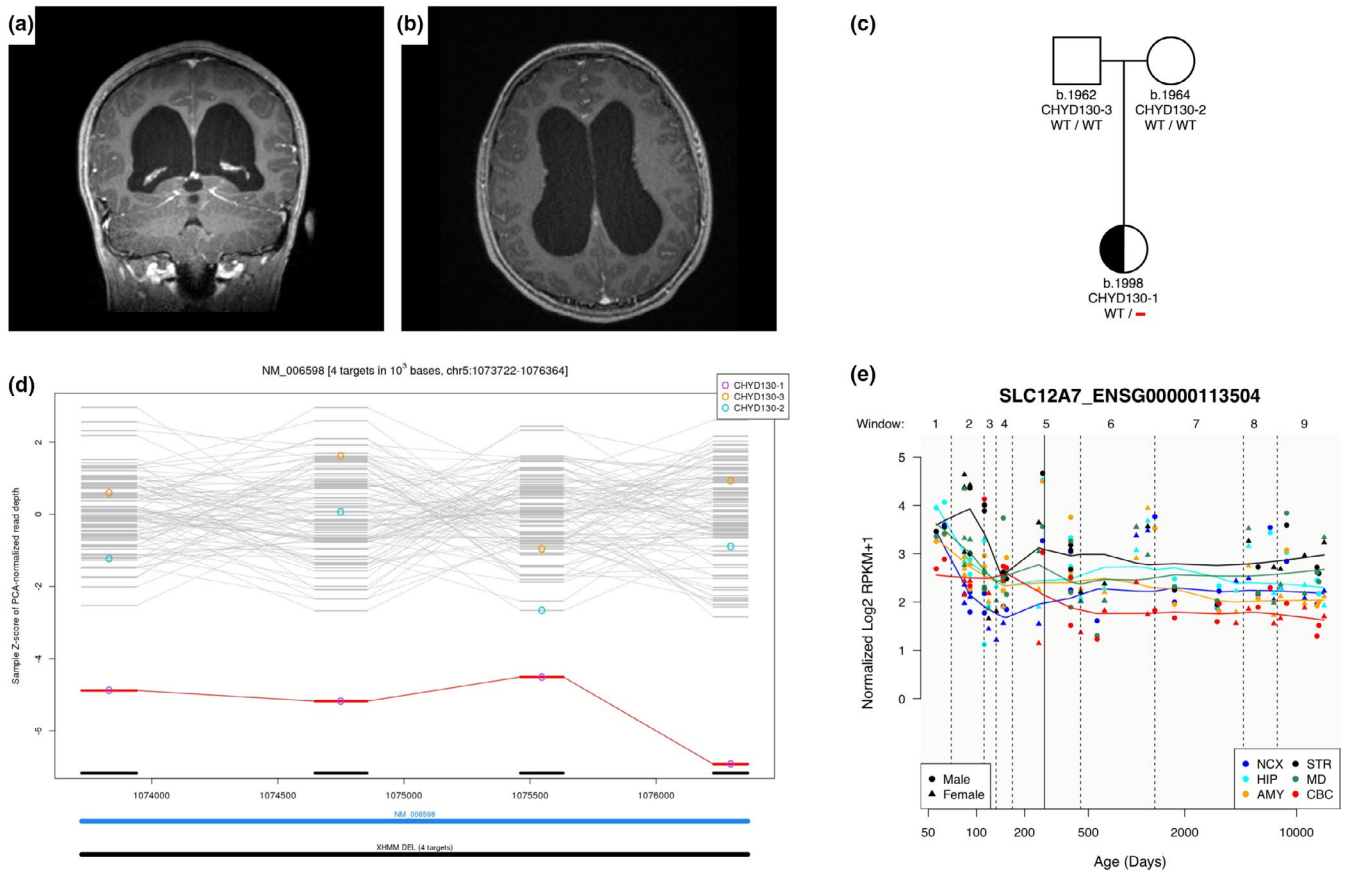 (a)
(b)
(c)
b.1962
CHYD130-3
WT / WT
b.1964
CHYD130-2
WT / WT
b.1998
CHYD130-1
WT / –
(d)
NM_006598 [4 targets in 10³ bases, chr5:1073722-1076364]
CHYD130-1
CHYD130-3
CHYD130-2
Sample Z-score of PCA-normalized read depth
2
0
-2
-4
-6
1074000 1074500 1075000 1075500 1076000
NM_006598
XHMM DEL (4 targets)
(e)
SLC12A7_ENSG00000113504
Window: 1 2 3 4 5 6 7 8 9
Normalized Log2 RPKM+1
5
4
3
2
1
0
Male
Female
NCX STR
HIP MD
AMY CBC
50 100 200 500 2000 10000
Age (Days)